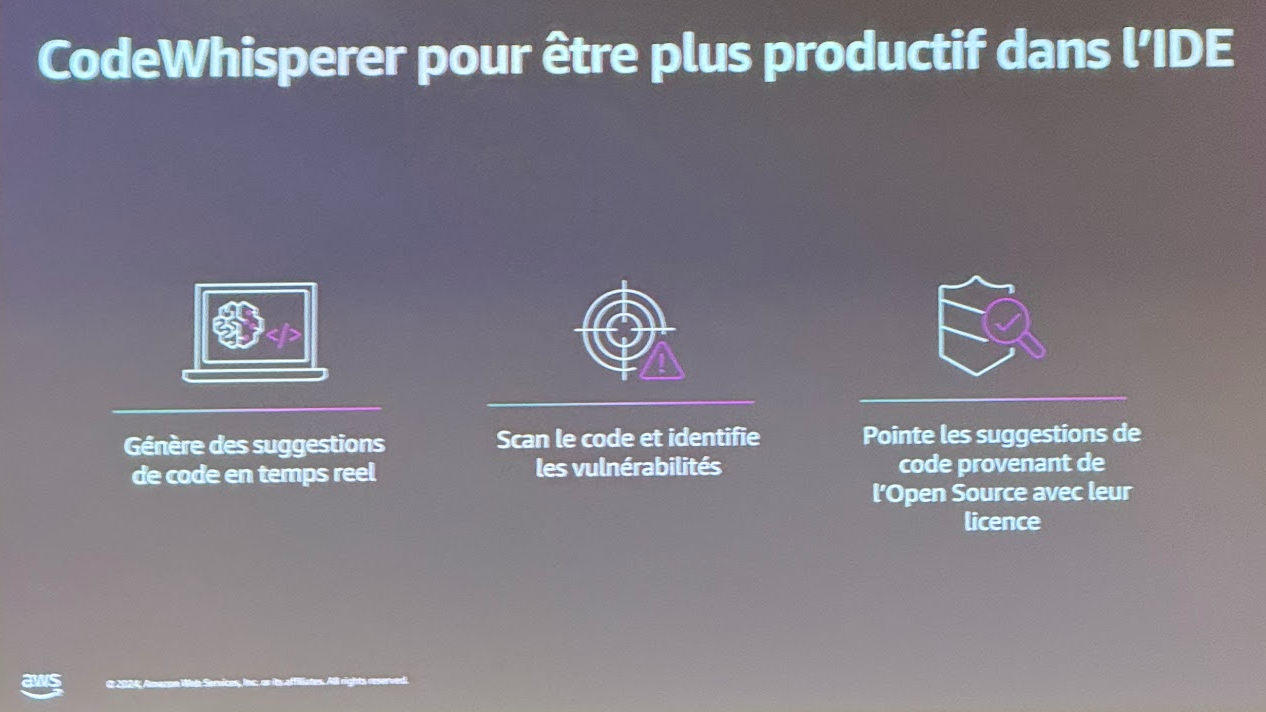 CodeWhisperer pour être plus productif dans l'IDE
</>
Génère des suggestions
de code en temps reel
Scan le code et identifie
les vulnérabilités
Pointe les suggestions de
code provenant de
l'Open Source avec leur
licence
aws
© 2024, Amazon Web Services, Inc. or its affiliates. All rights reserved.